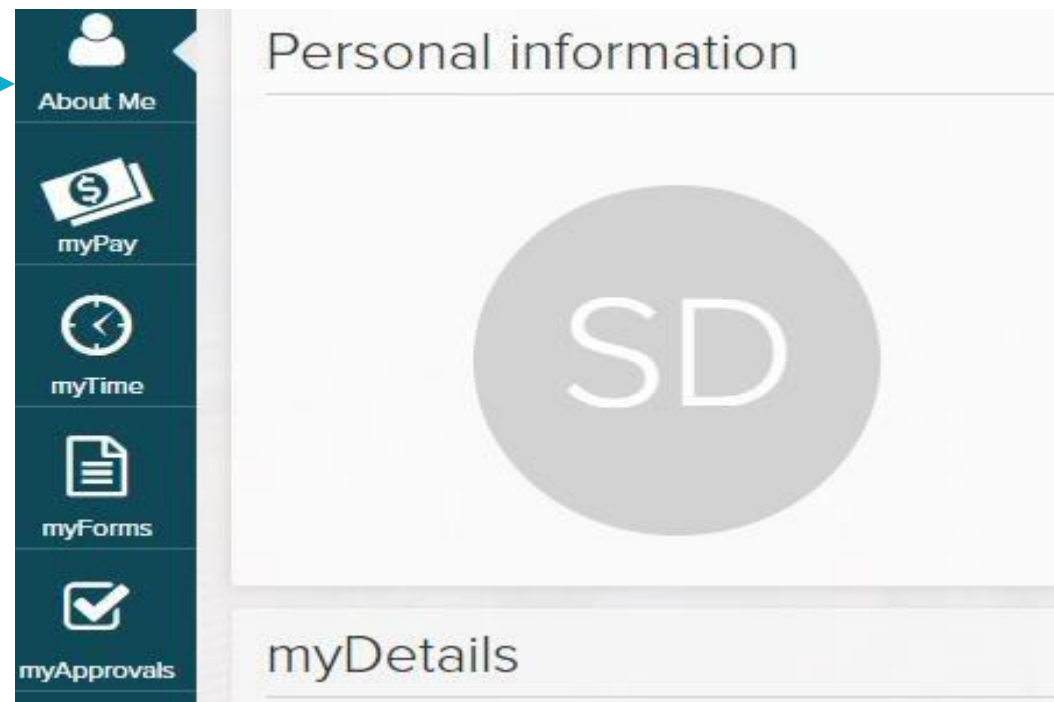 About Me
myPay
myTime
myForms
myApprovals
Personal information
SD
myDetails